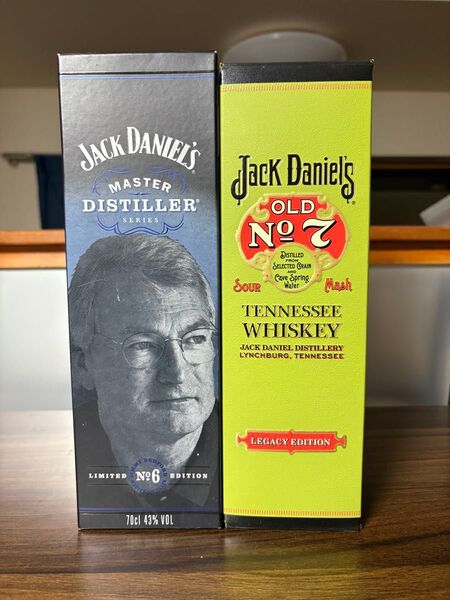 JACK DANIEL'S
MASTER
DISTILLER
SERIES
LIMITED Nº6 EDITION
70cl 43% VOL
Jack Daniel's
OLD
Nº 7
DISTILLED
FROM
SELECTED GRAIN
AND
Cave Spring
Water
SOUR Mash
TENNESSEE
WHISKEY
JACK DANIEL DISTILLERY
LYNCHBURG, TENNESSEE
LEGACY EDITION